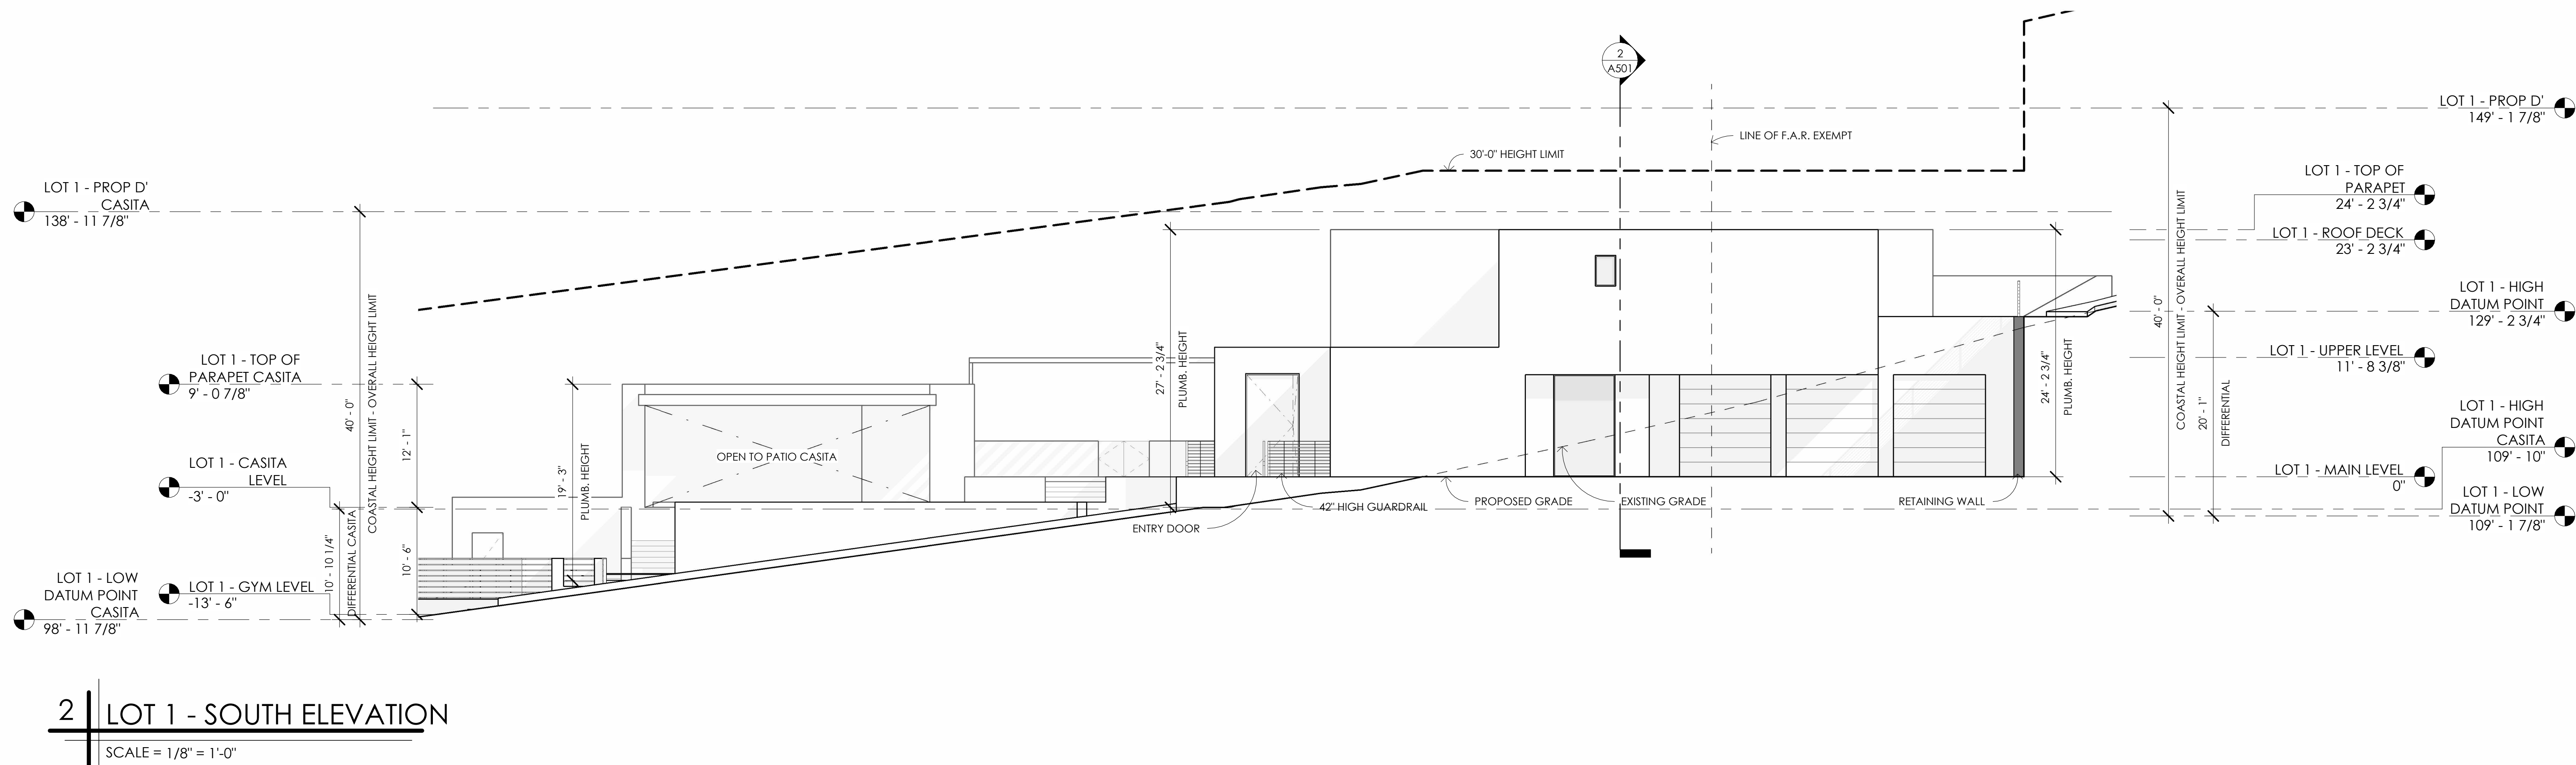 2
A501
LOT 1 - PROP D'
149' - 1 7/8"
LINE OF F.A.R. EXEMPT
30'-0" HEIGHT LIMIT
LOT 1 - TOP OF
PARAPET
24' - 2 3/4"
LOT 1 - PROP D'
CASITA
138' - 11 7/8"
LOT 1 - ROOF DECK
23' - 2 3/4"
LOT 1 - HIGH
DATUM POINT
129' - 2 3/4"
LOT 1 - UPPER LEVEL
11' - 8 3/8"
LOT 1 - TOP OF
PARAPET CASITA
9' - 0 7/8"
LOT 1 - HIGH
DATUM POINT
CASITA
109' - 10"
LOT 1 - CASITA
LEVEL
-3' - 0"
LOT 1 - MAIN LEVEL
0"
LOT 1 - LOW
DATUM POINT
109' - 1 7/8"
LOT 1 - LOW
DATUM POINT
CASITA
98' - 11 7/8"
LOT 1 - GYM LEVEL
-13' - 6"
10' - 10 1/4"
DIFFERENTIAL CASITA
40' - 0"
COASTAL HEIGHT LIMIT - OVERALL HEIGHT LIMIT
12' - 1"
10' - 6"
19' - 3"
PLUMB. HEIGHT
OPEN TO PATIO CASITA
27' - 2 3/4"
PLUMB. HEIGHT
ENTRY DOOR
42" HIGH GUARDRAIL
PROPOSED GRADE
EXISTING GRADE
RETAINING WALL
24' - 2 3/4"
PLUMB. HEIGHT
40' - 0"
COASTAL HEIGHT LIMIT - OVERALL HEIGHT LIMIT
20' - 1"
DIFFERENTIAL
2
LOT 1 - SOUTH ELEVATION
SCALE = 1/8" = 1'-0"